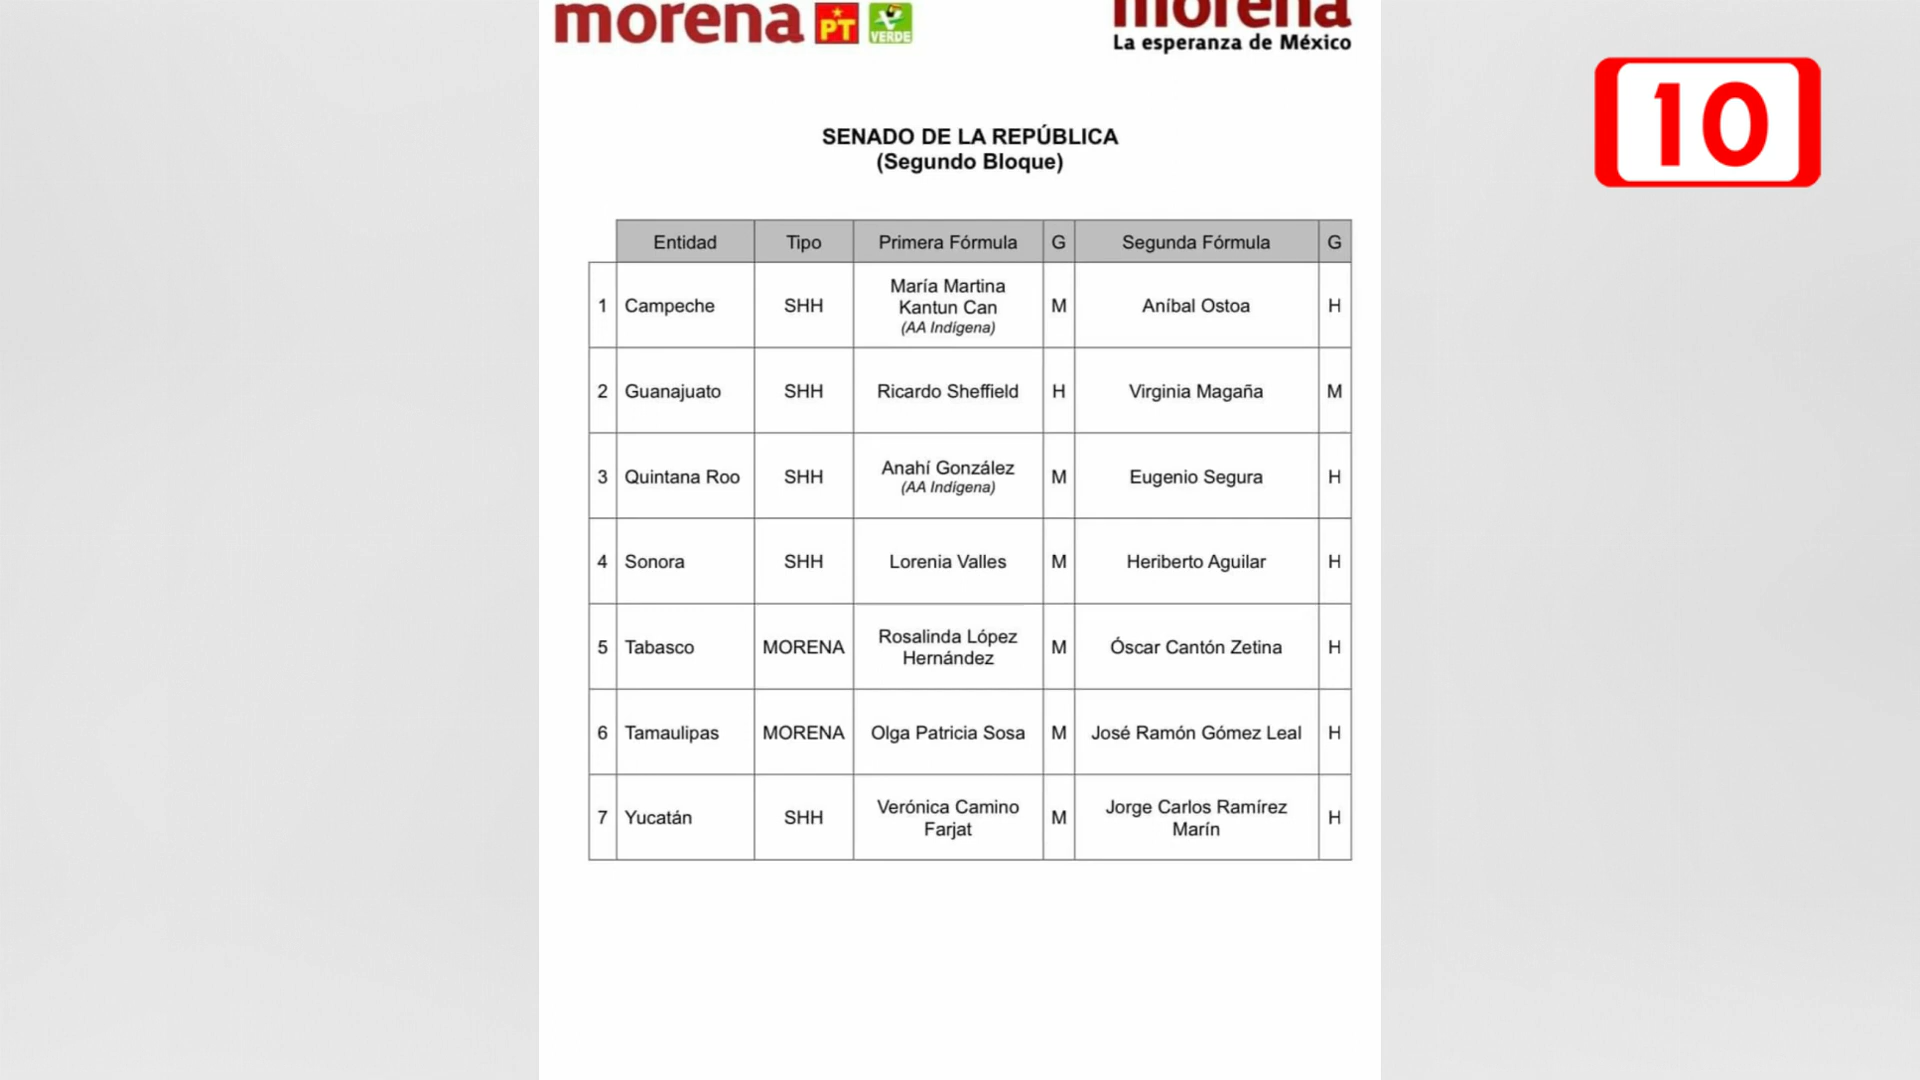 morena PT VERDE
morena
La esperanza de México
10
SENADO DE LA REPÚBLICA
(Segundo Bloque)
Entidad Tipo Primera Fórmula G Segunda Fórmula G
1 Campeche SHH María Martina Kantun Can (AA Indígena) M Aníbal Ostoa H
2 Guanajuato SHH Ricardo Sheffield H Virginia Magaña M
3 Quintana Roo SHH Anahí González (AA Indígena) M Eugenio Segura H
4 Sonora SHH Lorenia Valles M Heriberto Aguilar H
5 Tabasco MORENA Rosalinda López Hernández M Óscar Cantón Zetina H
6 Tamaulipas MORENA Olga Patricia Sosa M José Ramón Gómez Leal H
7 Yucatán SHH Verónica Camino Farjat M Jorge Carlos Ramírez Marín H